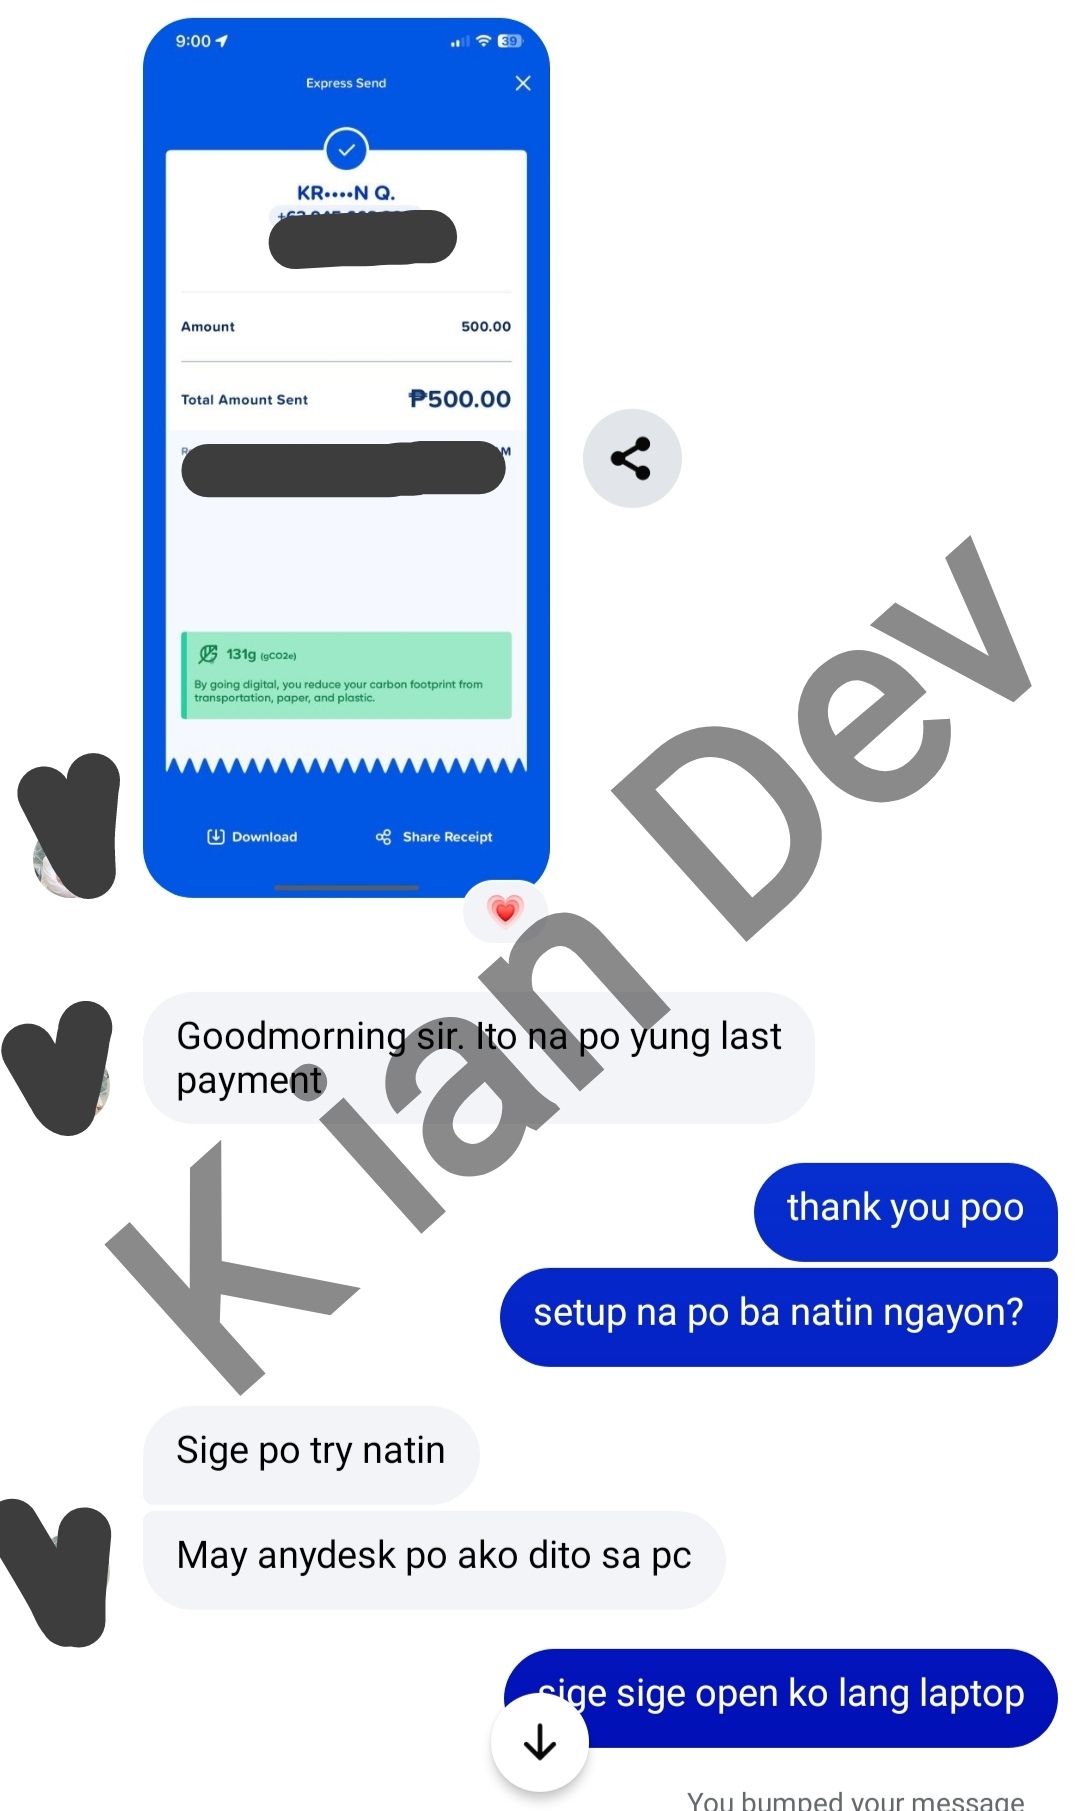 9:00
39
Express Send
KR····N Q.
Amount 500.00
Total Amount Sent ₱500.00
M
131g (gCO2e)
By going digital, you reduce your carbon footprint from
transportation, paper, and plastic.
Download Share Receipt
Goodmorning sir. Ito na po yung last
payment
thank you poo
setup na po ba natin ngayon?
Sige po try natin
May anydesk po ako dito sa pc
sige sige open ko lang laptop
You bumped your message
Kian Dev